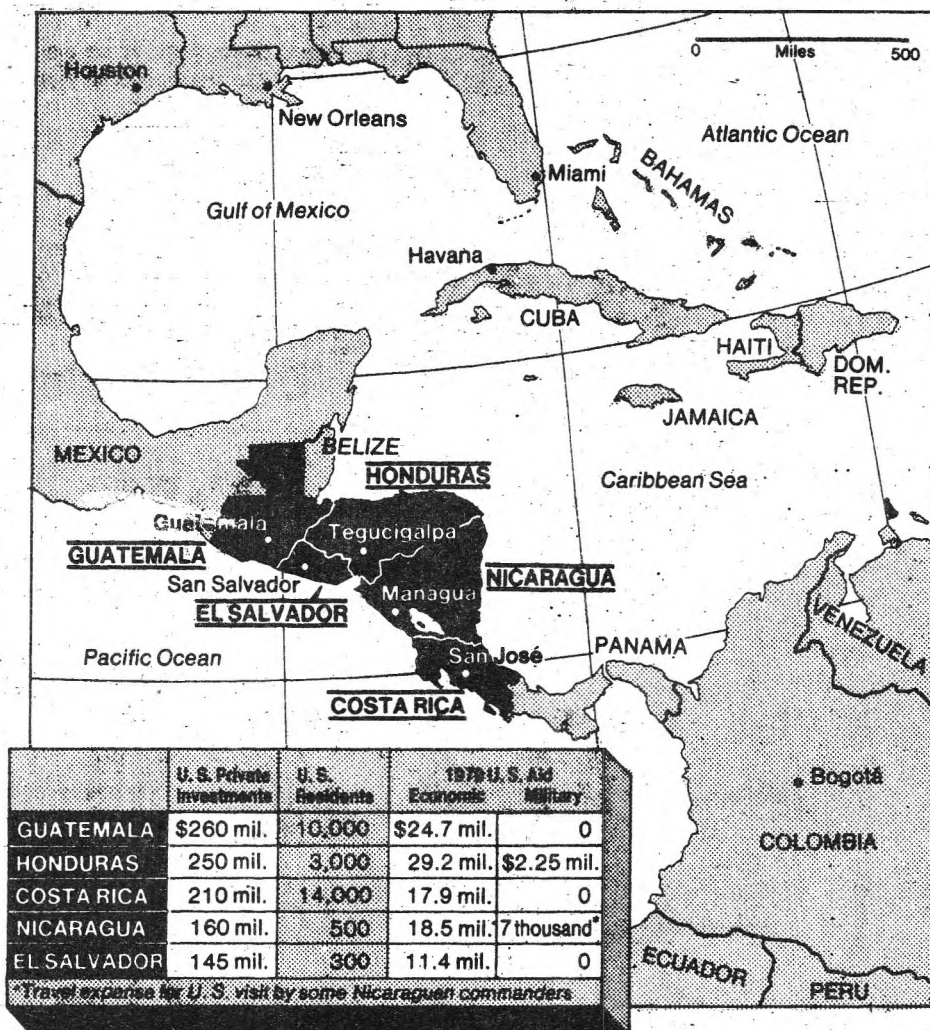 0 Miles 500
Houston
New Orleans
Atlantic Ocean
Miami
BAHAMAS
Gulf of Mexico
Havana
CUBA
HAITI
DOM.
REP.
JAMAICA
MEXICO
BELIZE
HONDURAS
Caribbean Sea
Guatemala
Tegucigalpa
GUATEMALA
NICARAGUA
San Salvador
Managua
EL SALVADOR
VENEZUELA
PANAMA
Pacific Ocean
San José
COSTA RICA
Bogotá
COLOMBIA
ECUADOR
PERU
U.S. Private U.S. 1979 U.S. Aid
Investments Residents Economic Military
GUATEMALA $260 mil. 10,000 $24.7 mil. 0
HONDURAS 250 mil. 3,000 29.2 mil. $2.25 mil.
COSTA RICA 210 mil. 14,000 17.9 mil. 0
NICARAGUA 160 mil. 500 18.5 mil. 7 thousand*
EL SALVADOR 145 mil. 300 11.4 mil. 0
*Travel expense for U.S. visit by some Nicaraguan commanders